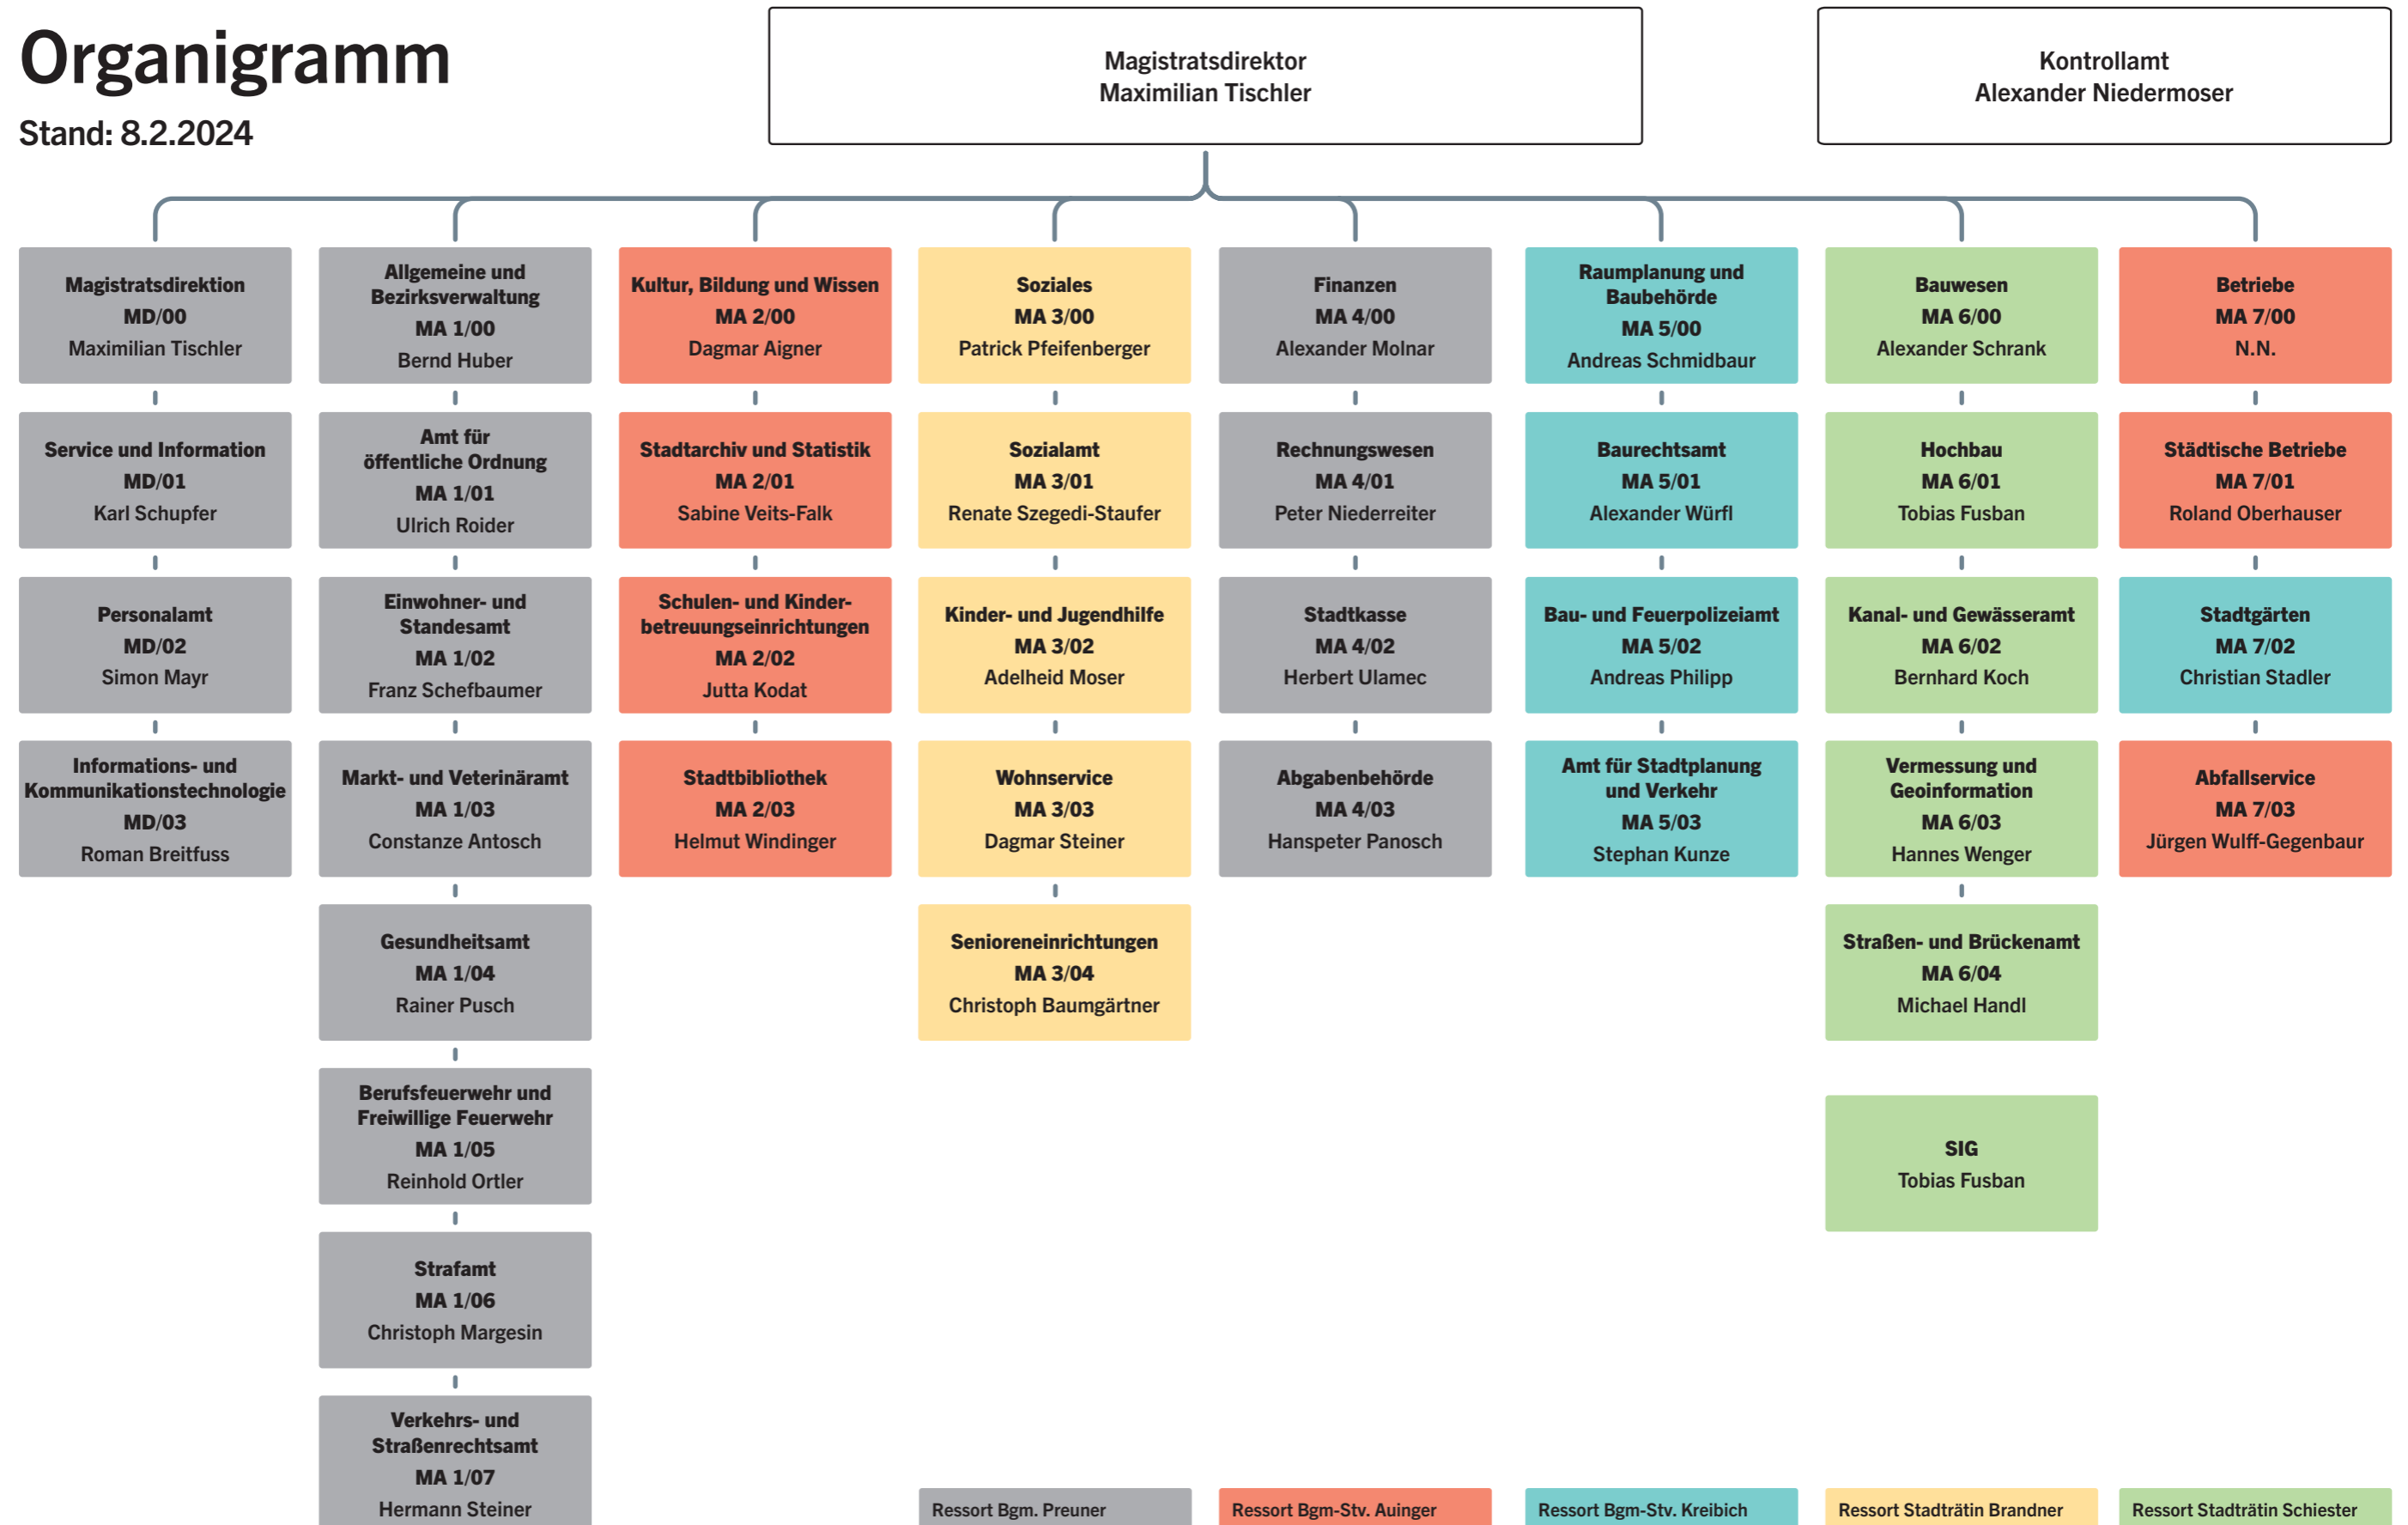 Organigramm
Stand: 8.2.2024
Magistratsdirektor
Maximilian Tischler
Kontrollamt
Alexander Niedermoser
Magistratsdirektion
MD/00
Maximilian Tischler
Service und Information
MD/01
Karl Schupfer
Personalamt
MD/02
Simon Mayr
Informations- und
Kommunikationstechnologie
MD/03
Roman Breitfuss
Allgemeine und
Bezirksverwaltung
MA 1/00
Bernd Huber
Amt für
öffentliche Ordnung
MA 1/01
Ulrich Roider
Einwohner- und
Standesamt
MA 1/02
Franz Schefbaumer
Markt- und Veterinäramt
MA 1/03
Constanze Antosch
Gesundheitsamt
MA 1/04
Rainer Pusch
Berufsfeuerwehr und
Freiwillige Feuerwehr
MA 1/05
Reinhold Ortler
Strafamt
MA 1/06
Christoph Margesin
Verkehrs- und
Straßenrechtsamt
MA 1/07
Hermann Steiner
Kultur, Bildung und Wissen
MA 2/00
Dagmar Aigner
Stadtarchiv und Statistik
MA 2/01
Sabine Veits-Falk
Schulen- und Kinder-
betreuungseinrichtungen
MA 2/02
Jutta Kodat
Stadtbibliothek
MA 2/03
Helmut Windinger
Soziales
MA 3/00
Patrick Pfeifenberger
Sozialamt
MA 3/01
Renate Szegedi-Staufer
Kinder- und Jugendhilfe
MA 3/02
Adelheid Moser
Wohnservice
MA 3/03
Dagmar Steiner
Senioreneinrichtungen
MA 3/04
Christoph Baumgärtner
Finanzen
MA 4/00
Alexander Molnar
Rechnungswesen
MA 4/01
Peter Niederreiter
Stadtkasse
MA 4/02
Herbert Ulamec
Abgabenbehörde
MA 4/03
Hanspeter Panosch
Raumplanung und
Baubehörde
MA 5/00
Andreas Schmidbaur
Baurechtsamt
MA 5/01
Alexander Würfl
Bau- und Feuerpolizeiamt
MA 5/02
Andreas Philipp
Amt für Stadtplanung
und Verkehr
MA 5/03
Stephan Kunze
Bauwesen
MA 6/00
Alexander Schrank
Hochbau
MA 6/01
Tobias Fusban
Kanal- und Gewässeramt
MA 6/02
Bernhard Koch
Vermessung und
Geoinformation
MA 6/03
Hannes Wenger
Straßen- und Brückenamt
MA 6/04
Michael Handl
SIG
Tobias Fusban
Betriebe
MA 7/00
N.N.
Städtische Betriebe
MA 7/01
Roland Oberhauser
Stadtgärten
MA 7/02
Christian Stadler
Abfallservice
MA 7/03
Jürgen Wulff-Gegenbaur
Ressort Bgm. Preuner
Ressort Bgm-Stv. Auinger
Ressort Bgm-Stv. Kreibich
Ressort Stadträtin Brandner
Ressort Stadträtin Schiester